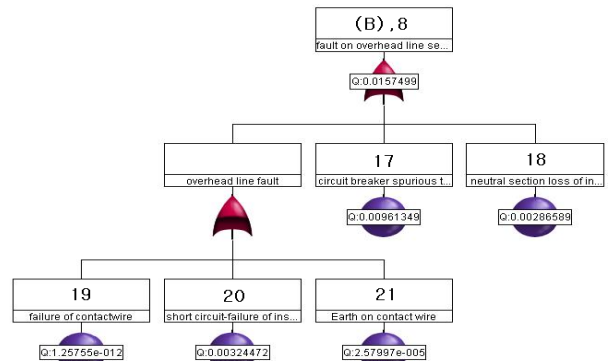 (B),8
fault on overhead line se...
Q:0.0157499
overhead line fault
17
circuit breaker spurious t...
Q:0.00961349
18
neutral section loss of in...
Q:0.00286589
19
failure of contactwire
Q:1.25755e-012
20
short circuit-failure of ins...
Q:0.00324472
21
Earth on contact wire
Q:2.57997e-005